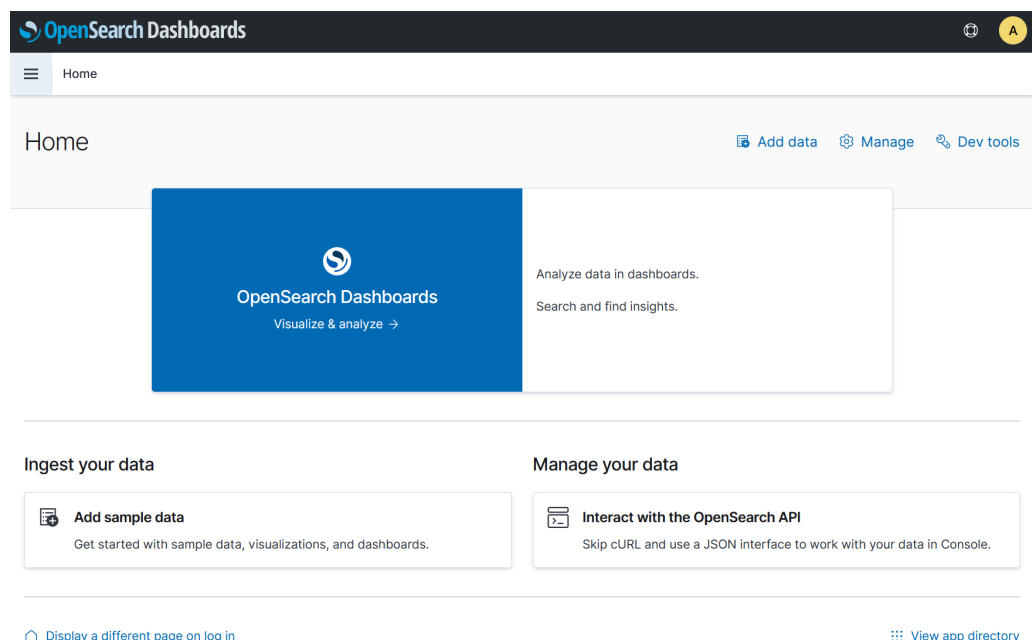 OpenSearch Dashboards
A
Home
Home
Add data
Manage
Dev tools
OpenSearch Dashboards
Visualize & analyze →
Analyze data in dashboards.
Search and find insights.
Ingest your data
Manage your data
Add sample data
Get started with sample data, visualizations, and dashboards.
Interact with the OpenSearch API
Skip cURL and use a JSON interface to work with your data in Console.
Display a different page on log in
View app directory